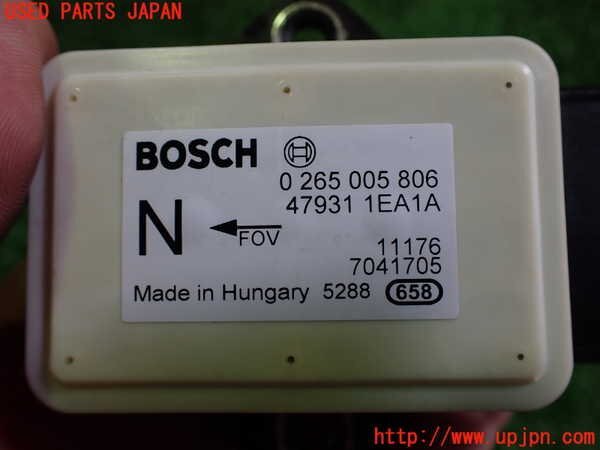 USED PARTS JAPAN
BOSCH
0 265 005 806
47931 1EA1A
N
FOV
11176
7041705
Made in Hungary 5288 658
http://www.upjpn.com/